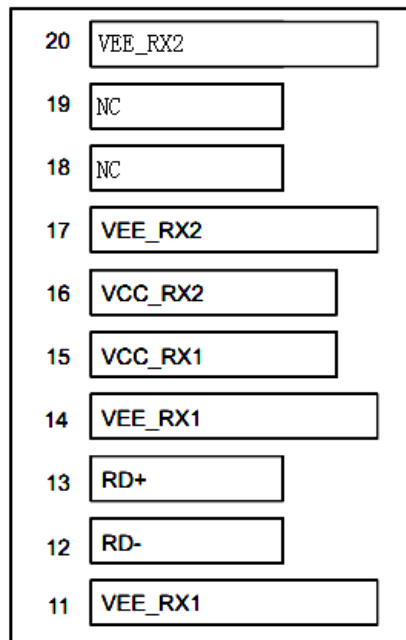 20 VEE_RX2
19 NC
18 NC
17 VEE_RX2
16 VCC_RX2
15 VCC_RX1
14 VEE_RX1
13 RD+
12 RD-
11 VEE_RX1